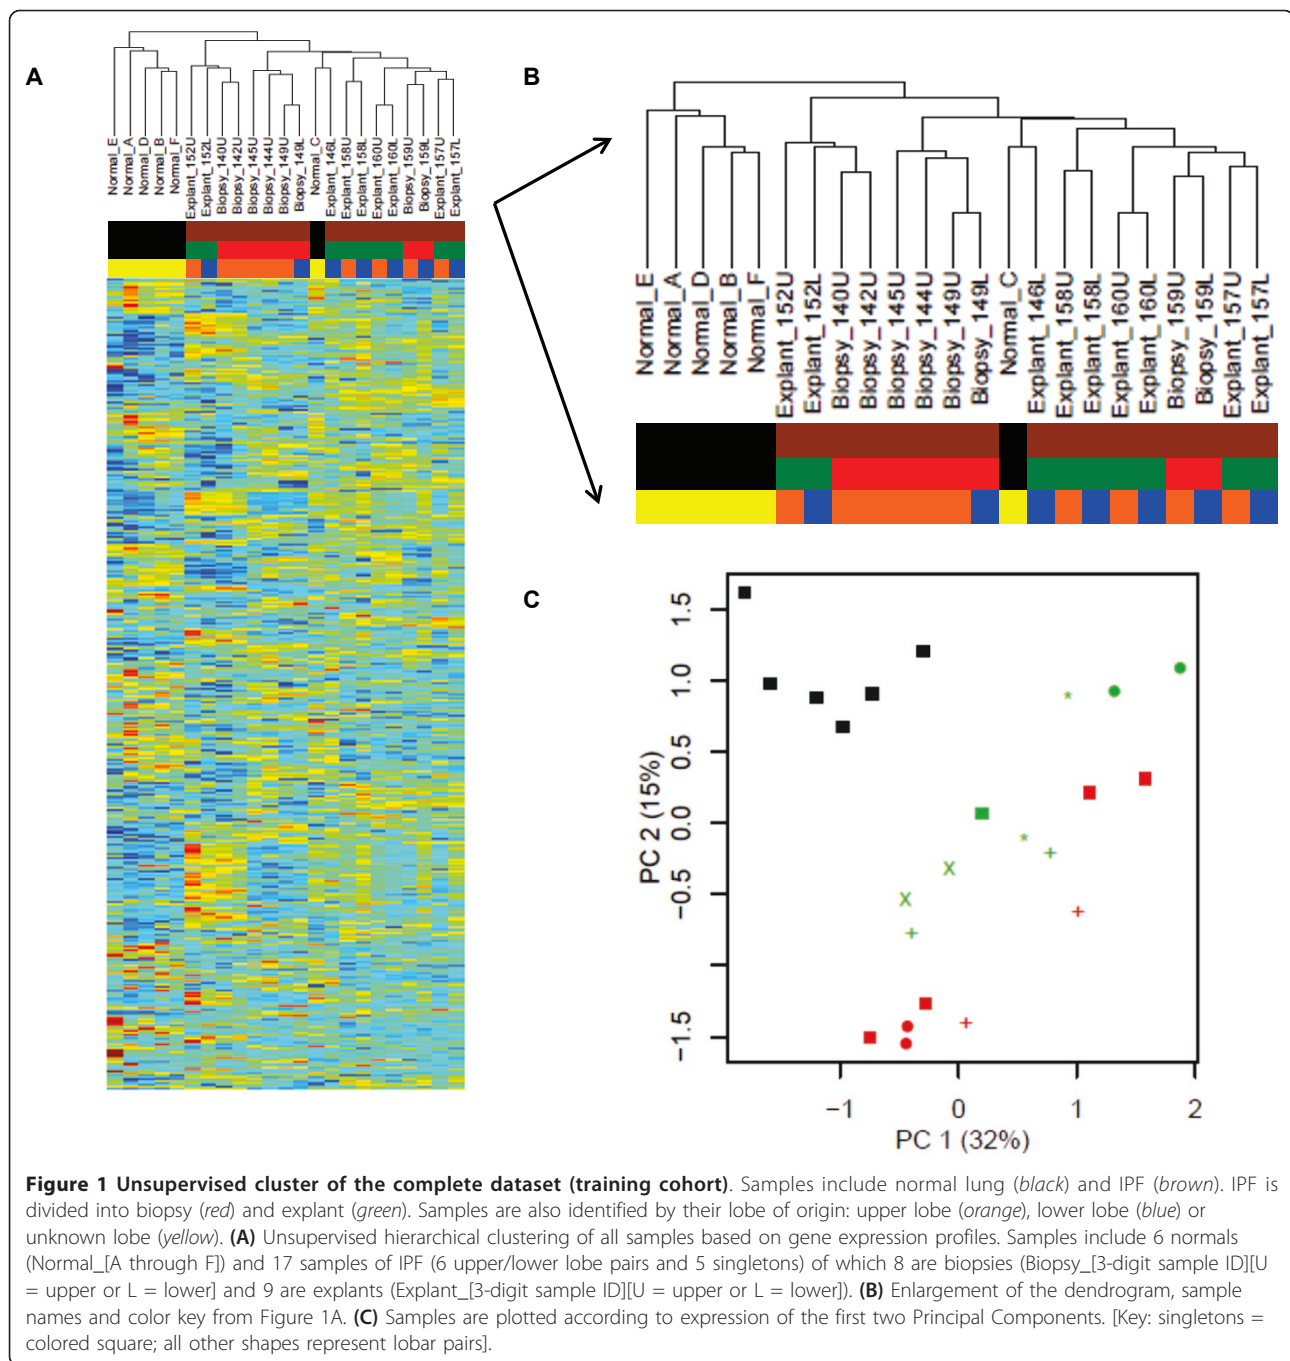 A
Normal_E
Normal_A
Normal_D
Normal_B
Normal_F
Explant_152U
Explant_152L
Biopsy_140U
Biopsy_142U
Biopsy_145U
Biopsy_144U
Biopsy_149U
Biopsy_149L
Normal_C
Explant_146L
Explant_158U
Explant_158L
Explant_160U
Explant_160L
Biopsy_159U
Biopsy_159L
Explant_157U
Explant_157L
B
Normal_E
Normal_A
Normal_D
Normal_B
Normal_F
Explant_152U
Explant_152L
Biopsy_140U
Biopsy_142U
Biopsy_145U
Biopsy_144U
Biopsy_149U
Biopsy_149L
Normal_C
Explant_146L
Explant_158U
Explant_158L
Explant_160U
Explant_160L
Biopsy_159U
Biopsy_159L
Explant_157U
Explant_157L
C
PC 2 (15%)
1.5
1.0
0.5
0.0
−0.5
−1.5
−1
0
1
2
PC 1 (32%)
Figure 1 Unsupervised cluster of the complete dataset (training cohort). Samples include normal lung (black) and IPF (brown). IPF is
divided into biopsy (red) and explant (green). Samples are also identified by their lobe of origin: upper lobe (orange), lower lobe (blue) or
unknown lobe (yellow). (A) Unsupervised hierarchical clustering of all samples based on gene expression profiles. Samples include 6 normals
(Normal_[A through F]) and 17 samples of IPF (6 upper/lower lobe pairs and 5 singletons) of which 8 are biopsies (Biopsy_[3-digit sample ID][U
= upper or L = lower] and 9 are explants (Explant_[3-digit sample ID][U = upper or L = lower]). (B) Enlargement of the dendrogram, sample
names and color key from Figure 1A. (C) Samples are plotted according to expression of the first two Principal Components. [Key: singletons =
colored square; all other shapes represent lobar pairs].